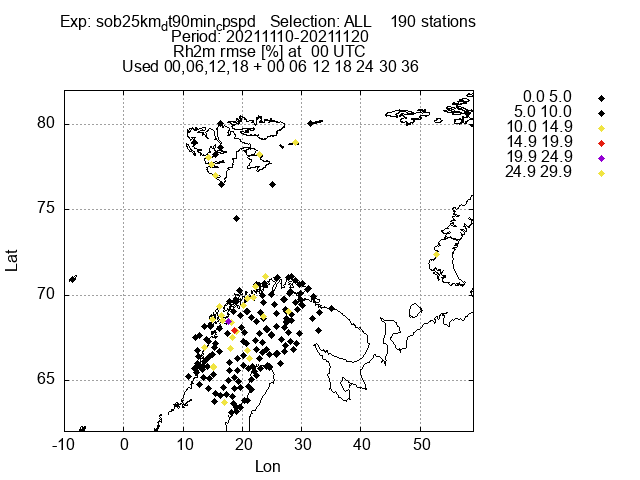 Exp: sob25km_dt90min_cpspd   Selection: ALL    190 stations
Period: 20211110-20211120
Rh2m rmse [%] at  00 UTC
Used 00,06,12,18 + 00 06 12 18 24 30 36
0.0 5.0
5.0 10.0
10.0 14.9
14.9 19.9
19.9 24.9
24.9 29.9
80
75
70
65
Lat
-10 0 10 20 30 40 50
Lon